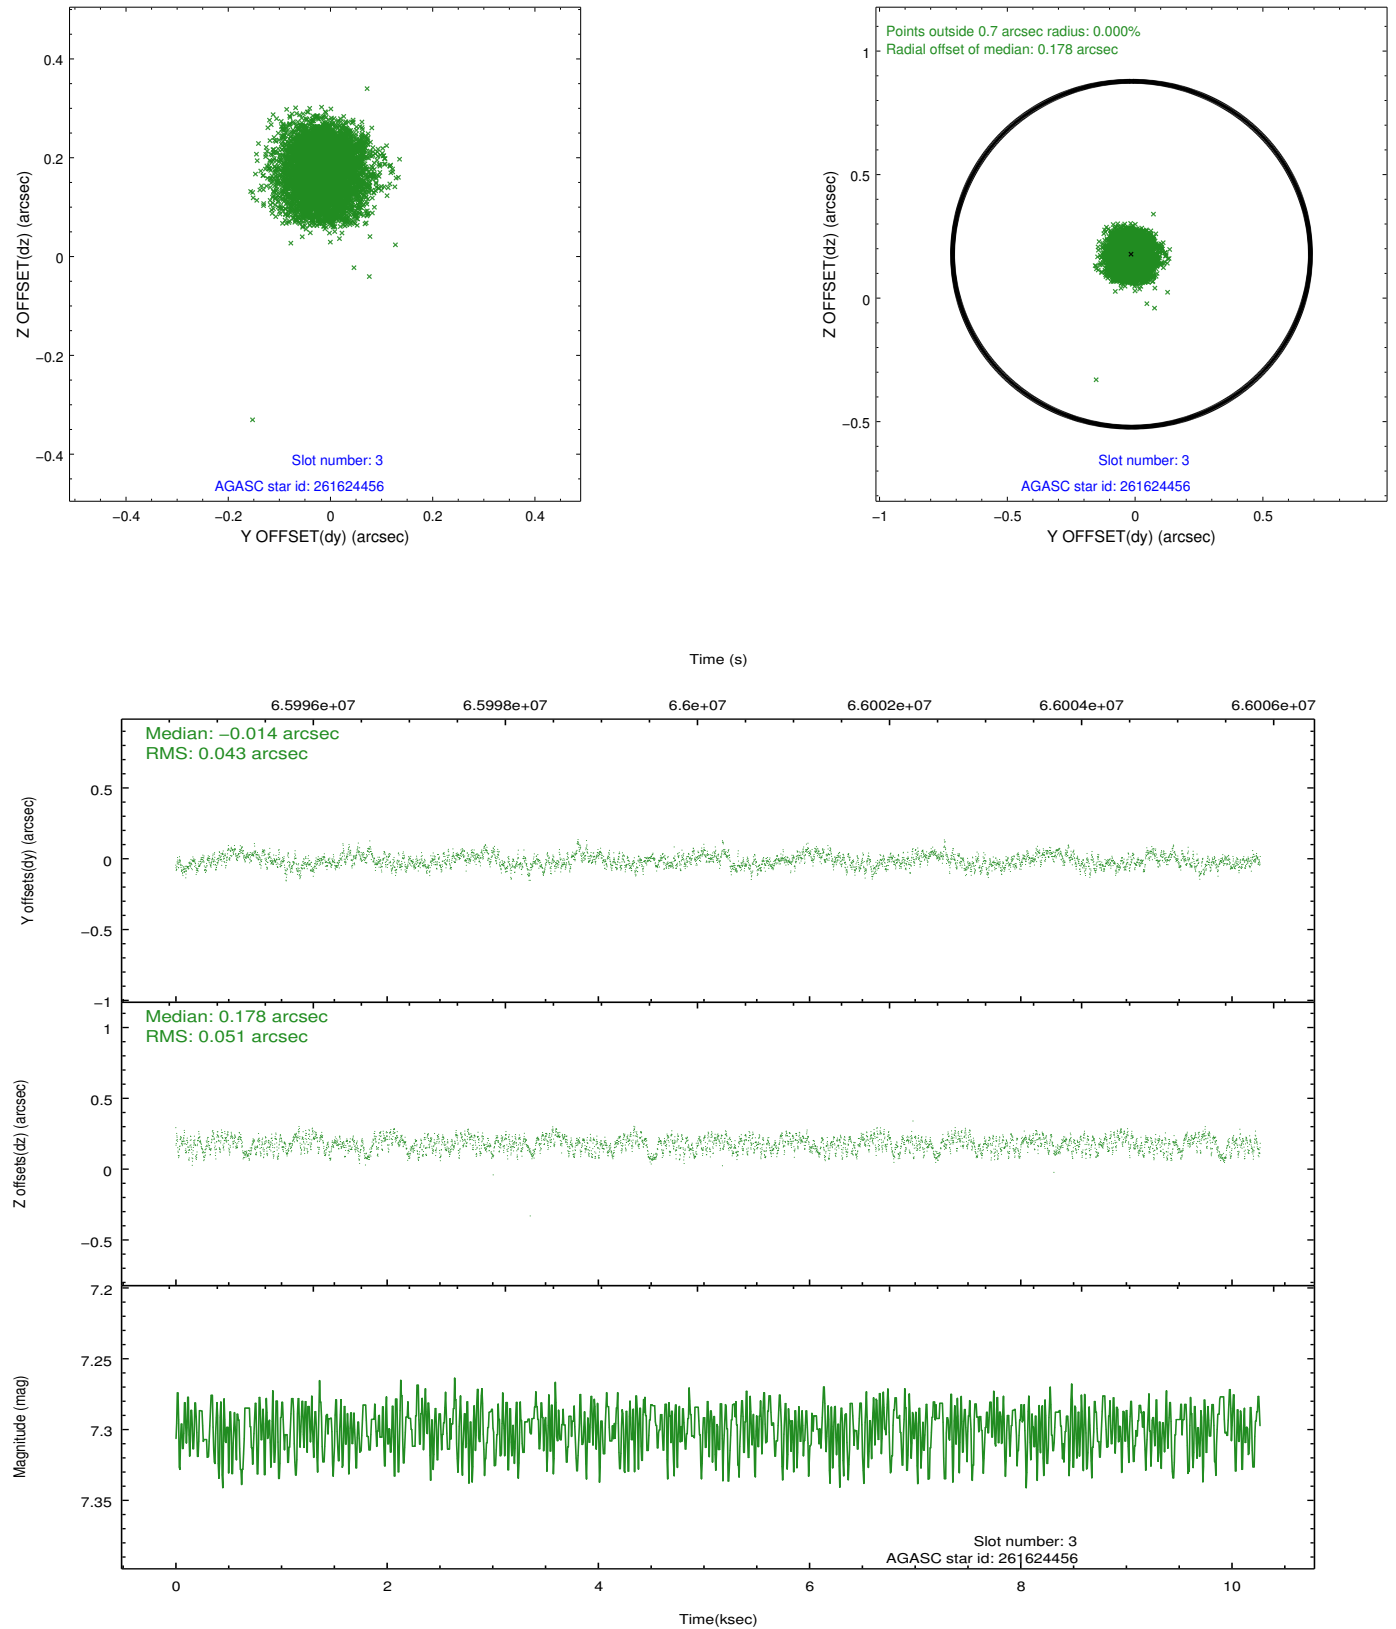 0.4
0.2
0
−0.2
−0.4
Z OFFSET(dz) (arcsec)
Slot number: 3
AGASC star id: 261624456
−0.4 −0.2 0 0.2 0.4
Y OFFSET(dy) (arcsec)
Points outside 0.7 arcsec radius: 0.000%
Radial offset of median: 0.178 arcsec
1
0.5
0
−0.5
Z OFFSET(dz) (arcsec)
Slot number: 3
AGASC star id: 261624456
−1 −0.5 0 0.5
Y OFFSET(dy) (arcsec)
Time (s)
6.5996e+07 6.5998e+07 6.6e+07 6.6002e+07 6.6004e+07 6.6006e+07
Median: −0.014 arcsec
RMS: 0.043 arcsec
0.5
0
−0.5
−1
Y offsets(dy) (arcsec)
Median: 0.178 arcsec
RMS: 0.051 arcsec
1
0.5
0
−0.5
Z offsets(dz) (arcsec)
7.2
7.25
7.3
7.35
Magnitude (mag)
Slot number: 3
AGASC star id: 261624456
0 2 4 6 8 10
Time(ksec)